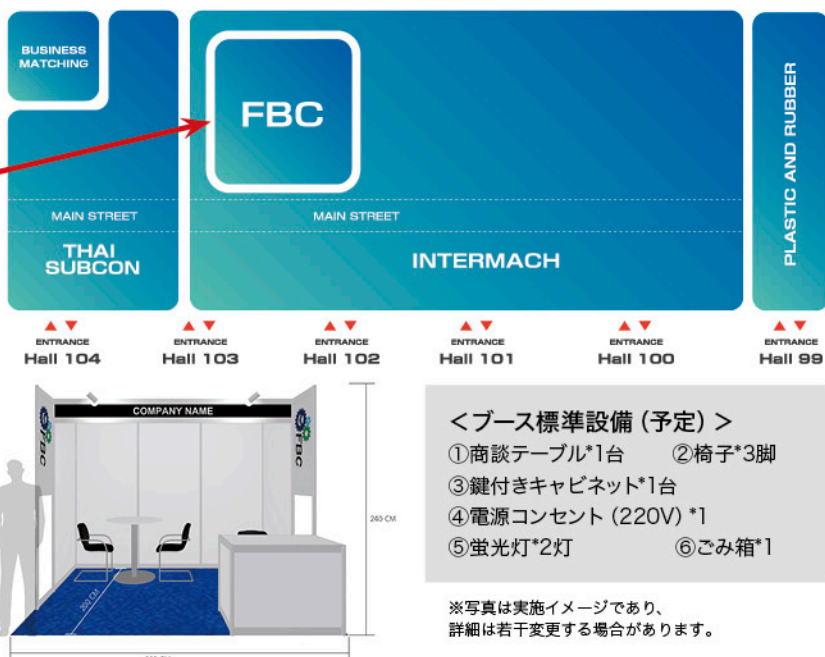 BUSINESS
MATCHING
FBC
PLASTIC AND RUBBER
MAIN STREET
MAIN STREET
THAI
SUBCON
INTERMACH
ENTRANCE
Hall 104
ENTRANCE
Hall 103
ENTRANCE
Hall 102
ENTRANCE
Hall 101
ENTRANCE
Hall 100
ENTRANCE
Hall 99
COMPANY NAME
FBC
FBC
240 CM
200 CM
＜ブース標準設備（予定）＞
①商談テーブル*1台 ②椅子*3脚
③鍵付きキャビネット*1台
④電源コンセント（220V）*1
⑤蛍光灯*2灯 ⑥ごみ箱*1
※写真は実施イメージであり、
詳細は若干変更する場合があります。